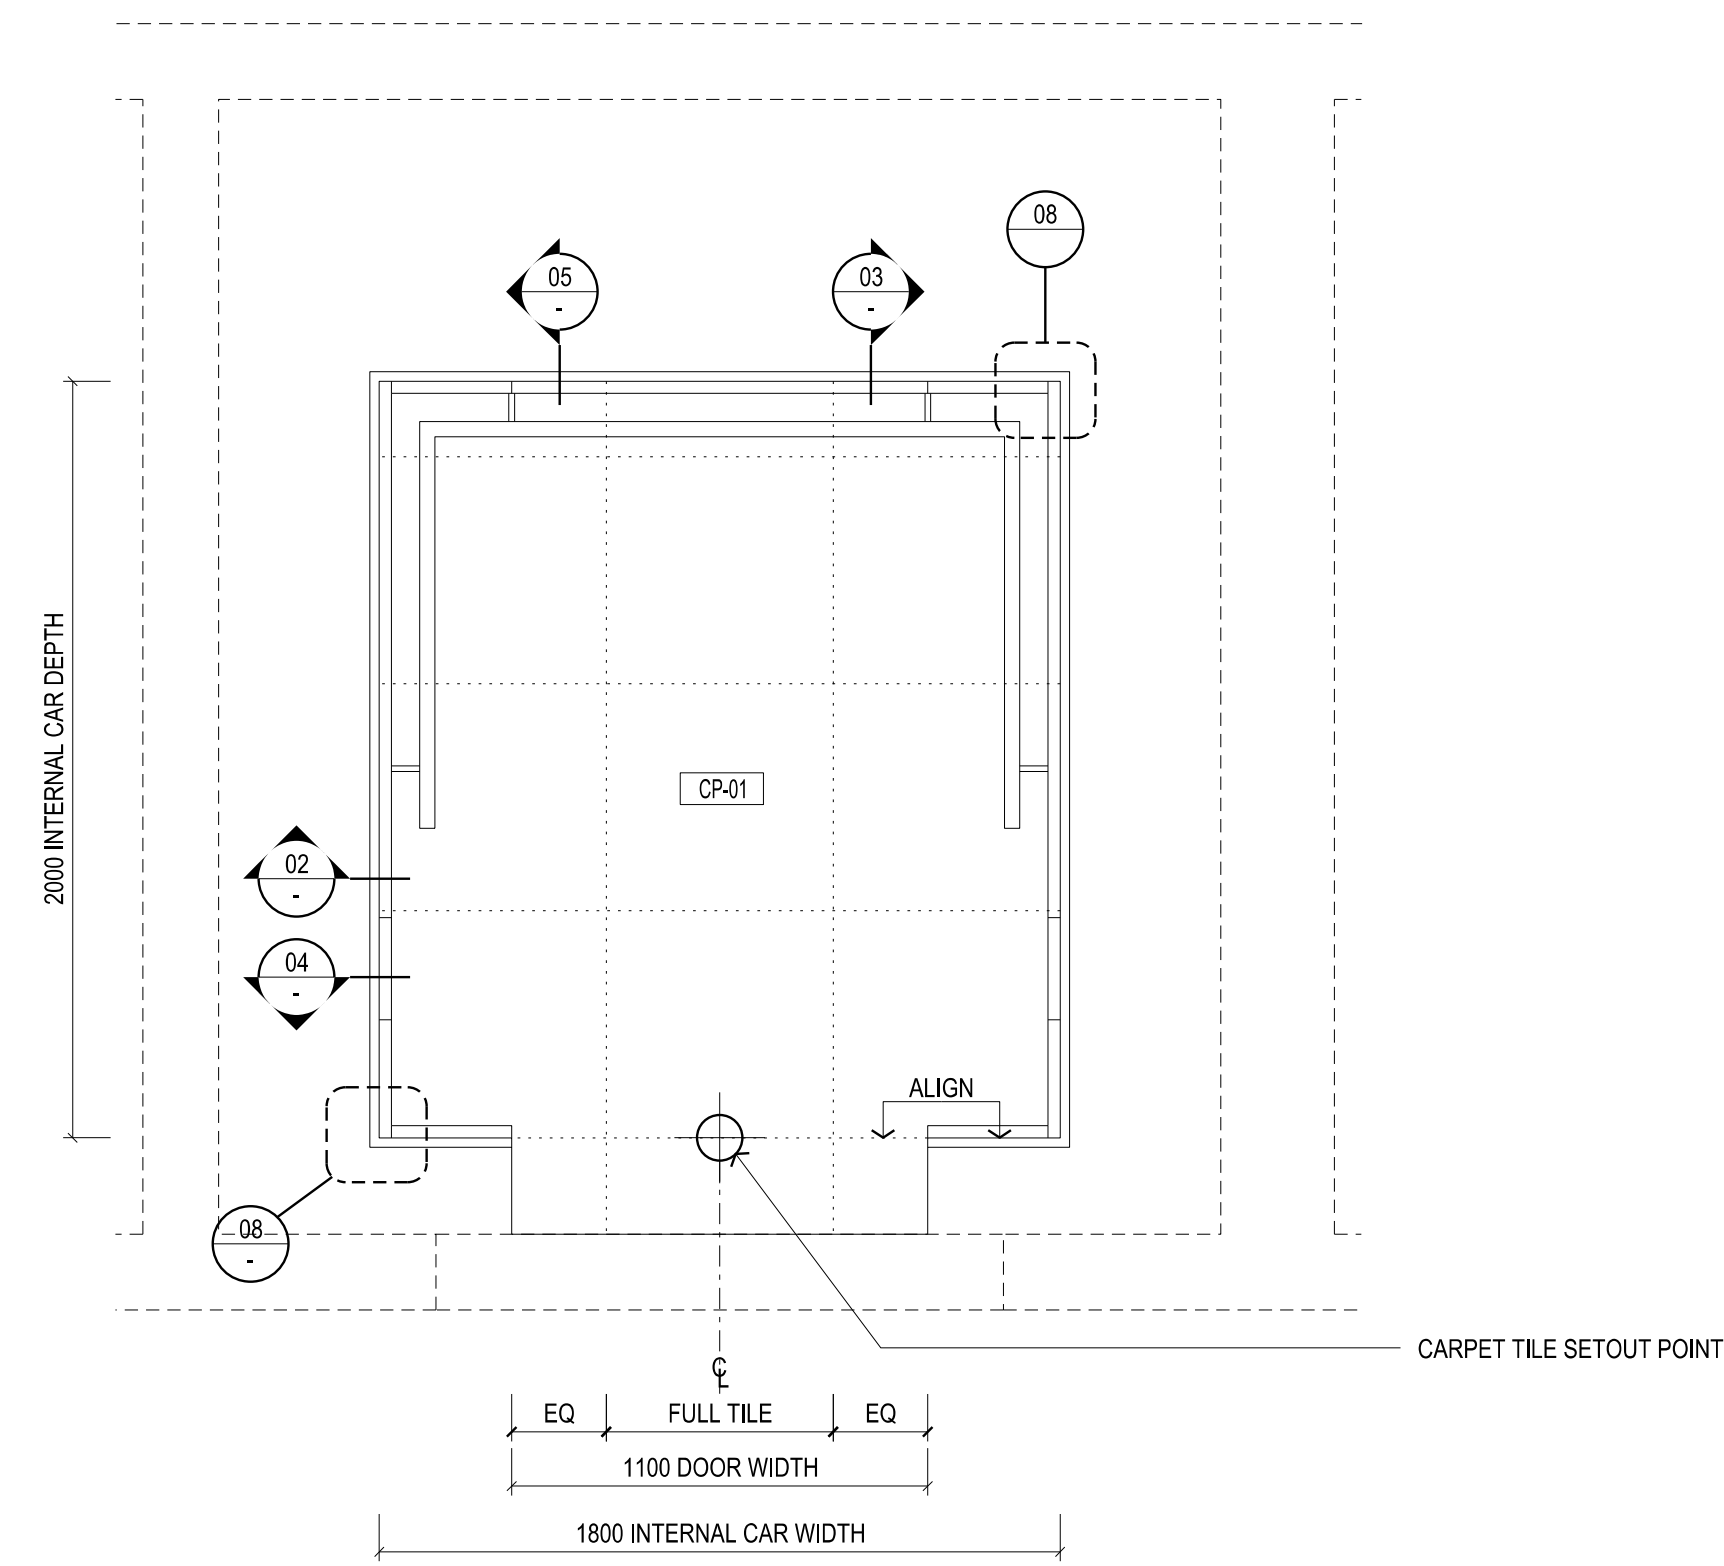 08
05
-
03
-
2000 INTERNAL CAR DEPTH
CP-01
02
-
04
-
ALIGN
08
-
CARPET TILE SETOUT POINT
℄
EQ FULL TILE EQ
1100 DOOR WIDTH
1800 INTERNAL CAR WIDTH